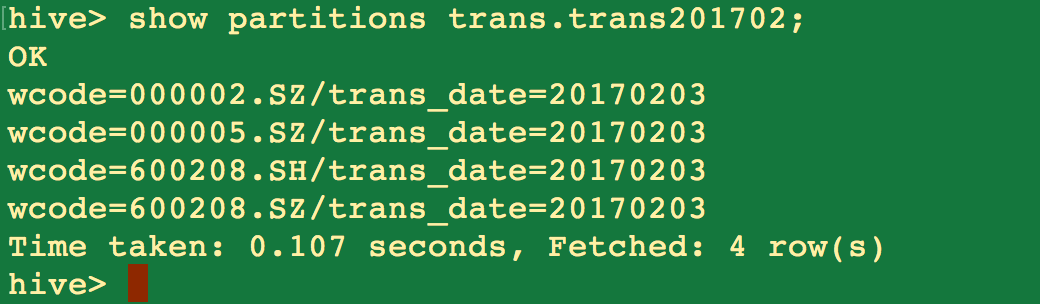 hive> show partitions trans.trans201702;
OK
wcode=000002.SZ/trans_date=20170203
wcode=000005.SZ/trans_date=20170203
wcode=600208.SH/trans_date=20170203
wcode=600208.SZ/trans_date=20170203
Time taken: 0.107 seconds, Fetched: 4 row(s)
hive>